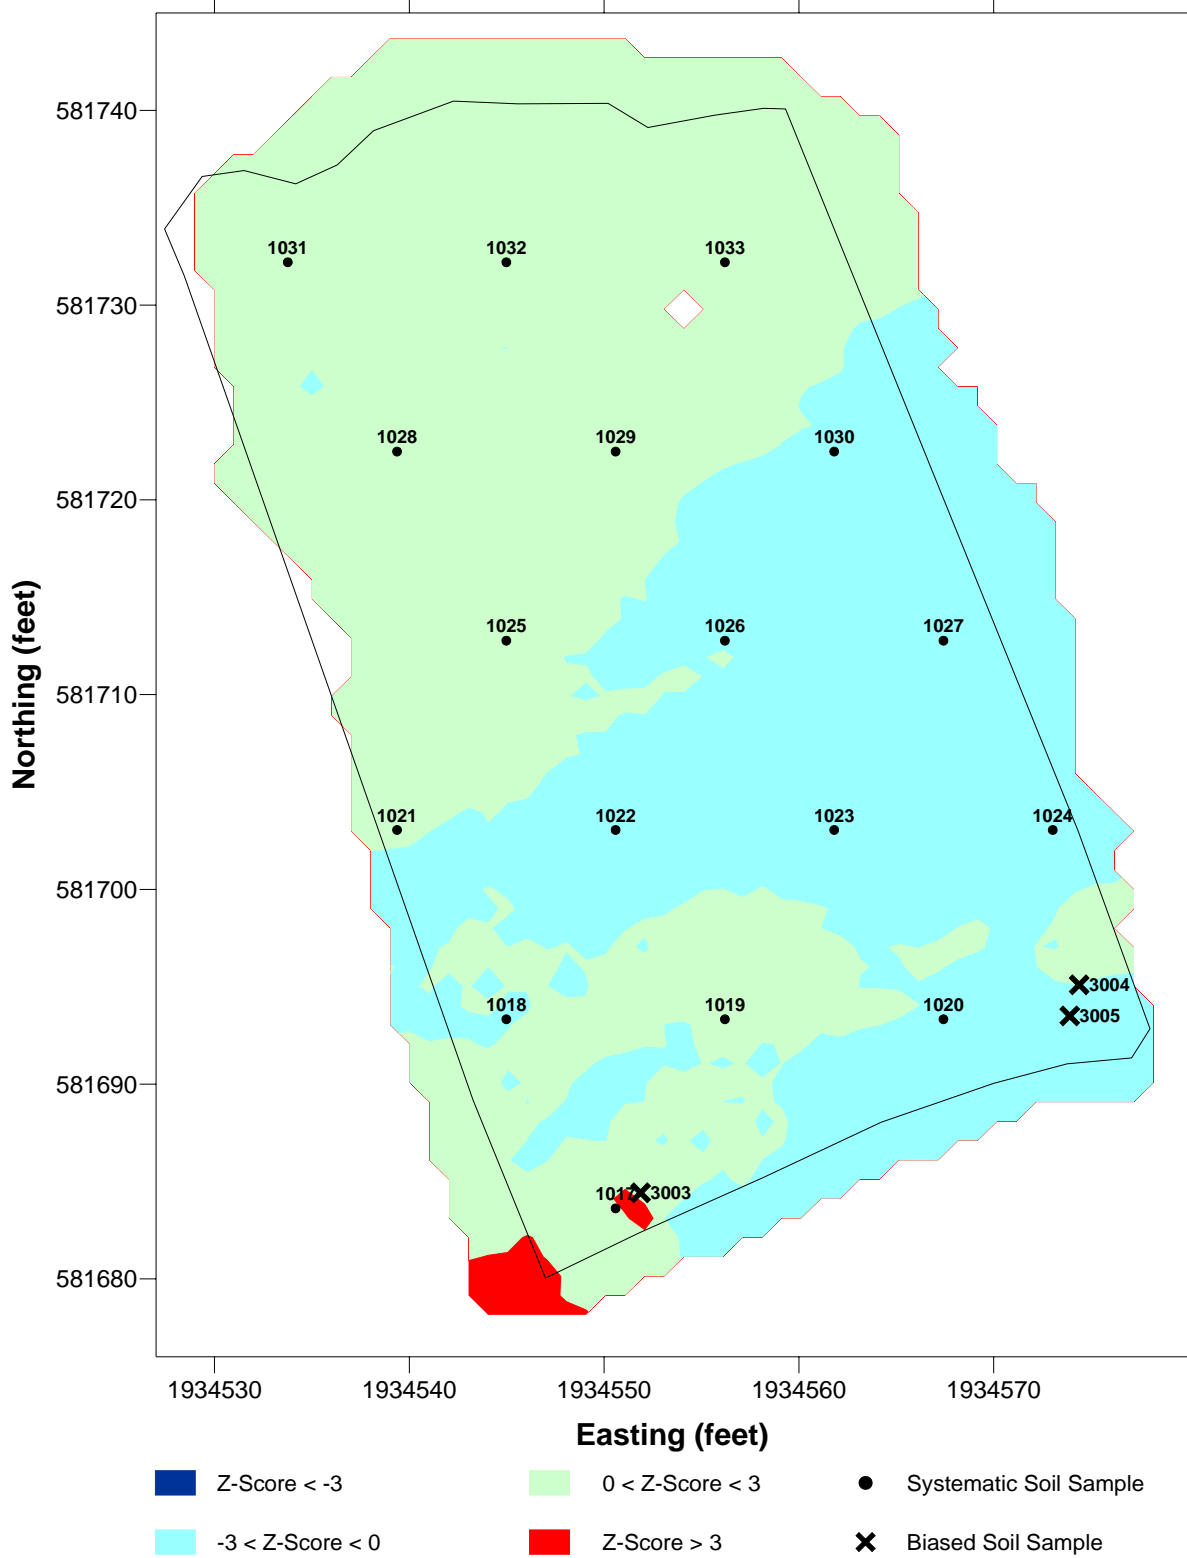 581740
1031 1032 1033
581730
1028 1029 1030
581720
1025 1026 1027
581710
Northing (feet)
1021 1022 1023 1024
581700
1018 1019 1020 3004
3005
581690
1017 3003
581680
1934530 1934540 1934550 1934560 1934570
Easting (feet)
Z-Score < -3 0 < Z-Score < 3 Systematic Soil Sample
-3 < Z-Score < 0 Z-Score > 3 Biased Soil Sample